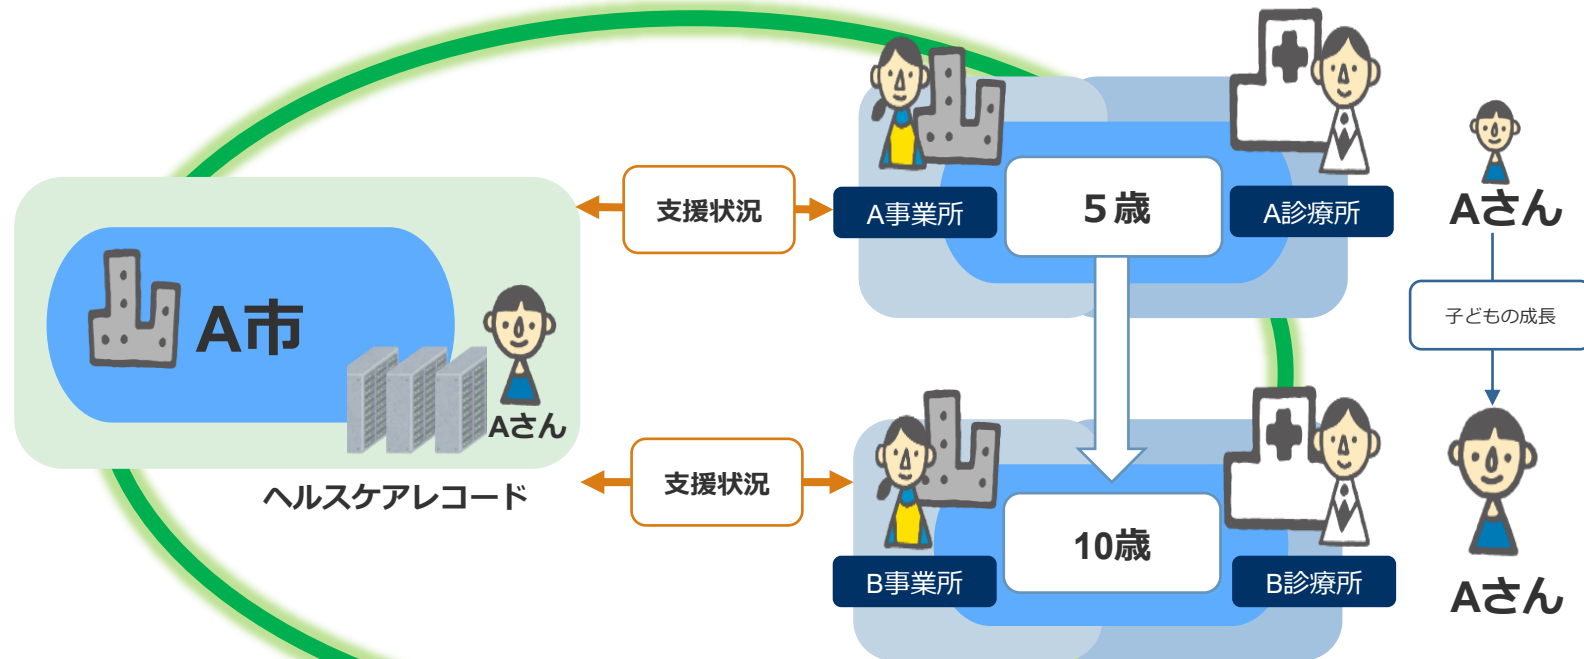 支援状況
A事業所
５歳
A診療所
Aさん
子どもの成長
A市
Aさん
ヘルスケアレコード
支援状況
10歳
B事業所
B診療所
Aさん